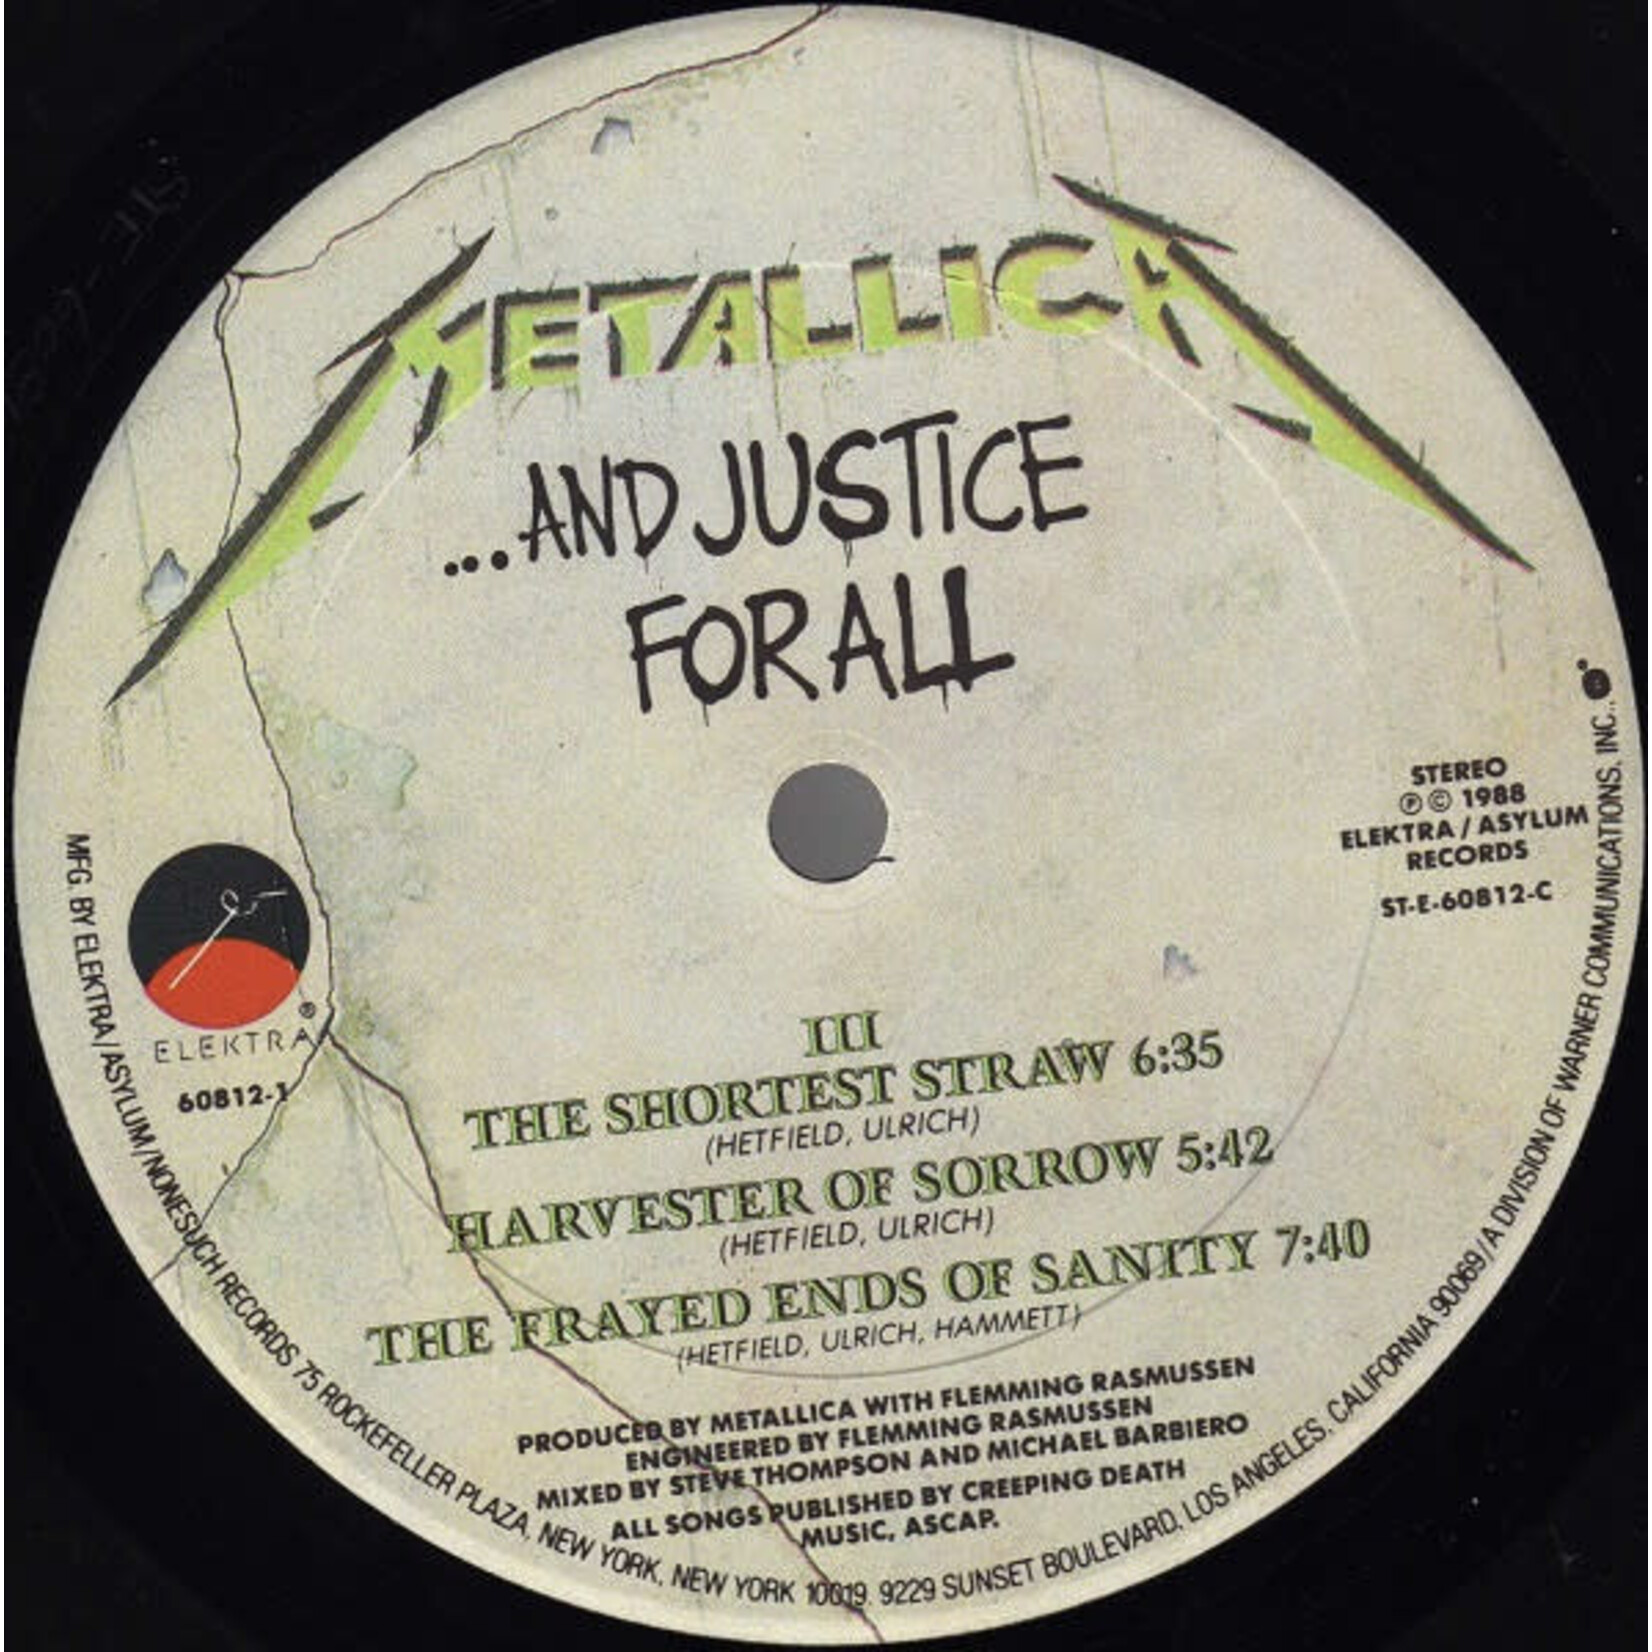 METALLICA
...AND JUSTICE
FOR ALL
STEREO
Ⓟ © 1988
ELEKTRA / ASYLUM
RECORDS
ST-E-60812-C
ELEKTRA®
60812-1
III
THE SHORTEST STRAW 6:35
(HETFIELD, ULRICH)
HARVESTER OF SORROW 5:42
(HETFIELD, ULRICH)
THE FRAYED ENDS OF SANITY 7:40
(HETFIELD, ULRICH, HAMMETT)
PRODUCED BY METALLICA WITH FLEMMING RASMUSSEN
ENGINEERED BY FLEMMING RASMUSSEN
MIXED BY STEVE THOMPSON AND MICHAEL BARBIERO
ALL SONGS PUBLISHED BY CREEPING DEATH
MUSIC, ASCAP.
MFG. BY ELEKTRA/ASYLUM/NONESUCH RECORDS 75 ROCKEFELLER PLAZA, NEW YORK, NEW YORK 10019. 9229 SUNSET BOULEVARD, LOS ANGELES, CALIFORNIA 90069/A DIVISION OF WARNER COMMUNICATIONS. INC.,